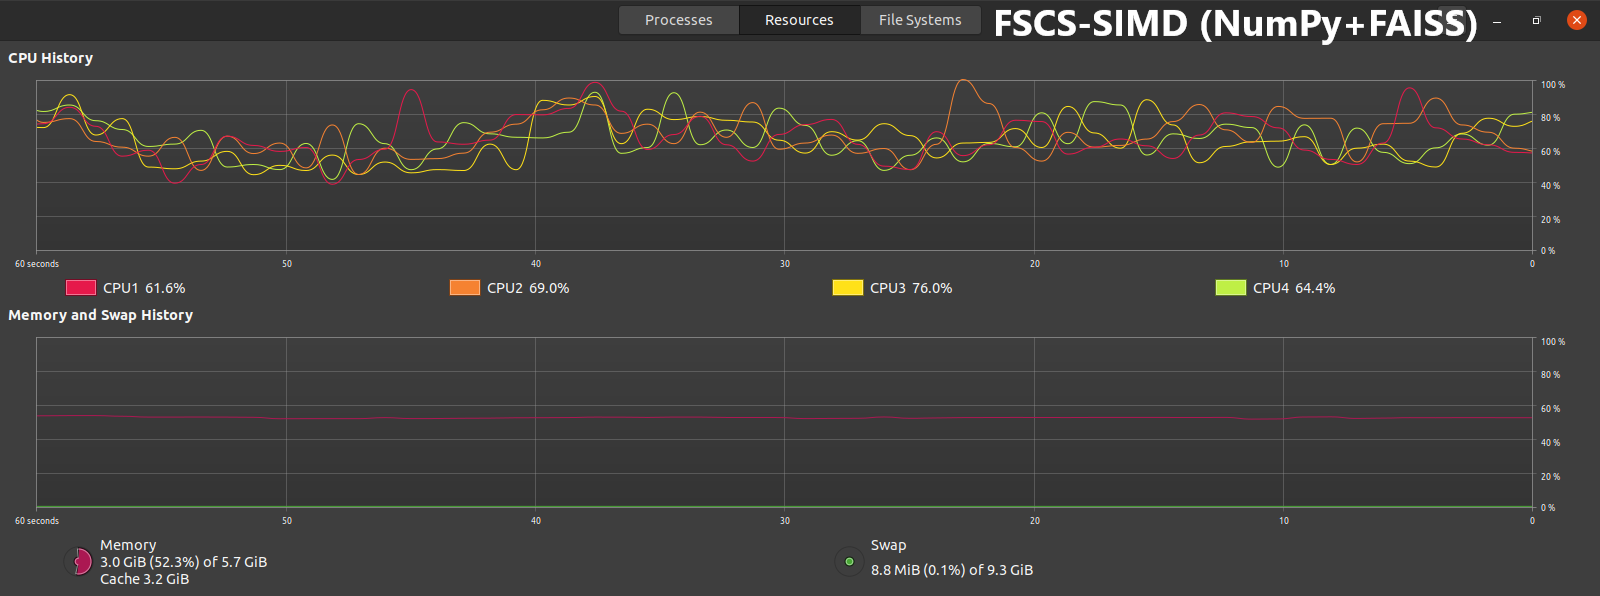 Processes Resources File Systems FSCS-SIMD (NumPy+FAISS)
CPU History
100 %
80 %
60 %
40 %
20 %
0 %
60 seconds 50 40 30 20 10 0
CPU1 61.6% CPU2 69.0% CPU3 76.0% CPU4 64.4%
Memory and Swap History
100 %
80 %
60 %
40 %
20 %
0 %
60 seconds 50 40 30 20 10 0
Memory
3.0 GiB (52.3%) of 5.7 GiB
Cache 3.2 GiB
Swap
8.8 MiB (0.1%) of 9.3 GiB